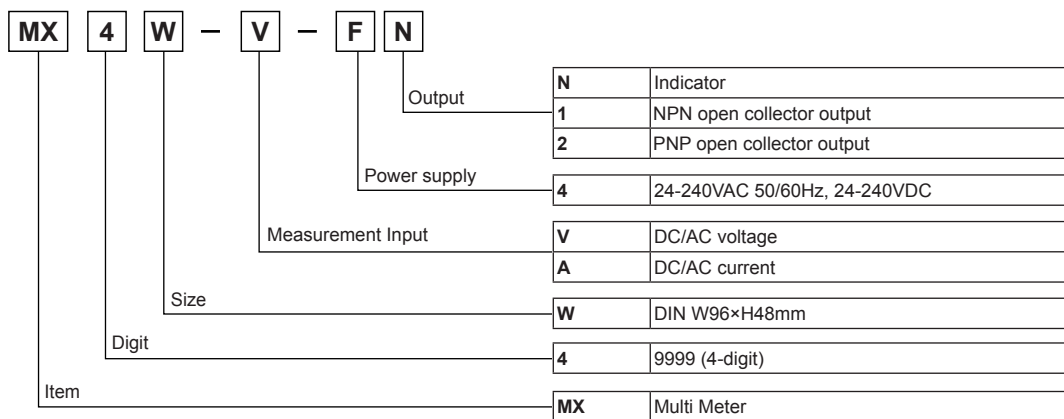 MX 4 W - V - F N
N Indicator
Output
1 NPN open collector output
2 PNP open collector output
Power supply
4 24-240VAC 50/60Hz, 24-240VDC
Measurement Input
V DC/AC voltage
A DC/AC current
Size
W DIN W96×H48mm
Digit
4 9999 (4-digit)
Item
MX Multi Meter